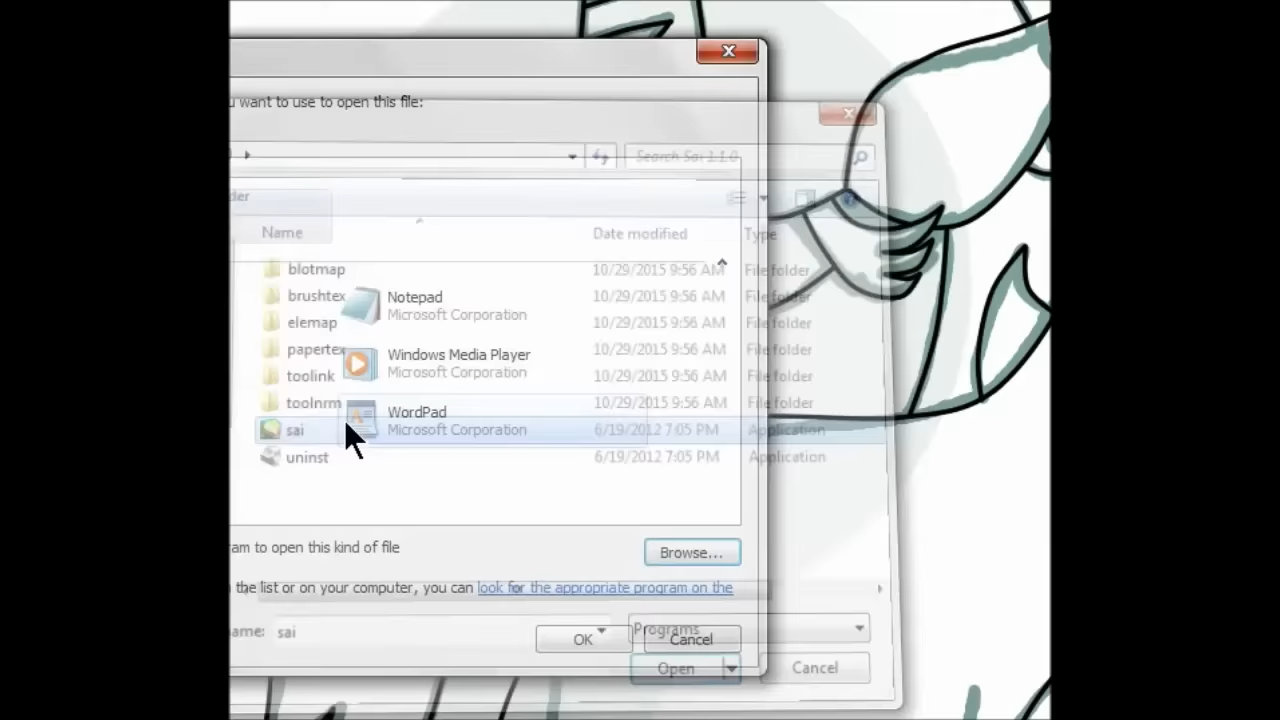 u want to use to open this file:
Search Sai 1.1.0
der
Name Date modified Type
blotmap 10/29/2015 9:56 AM File folder
brushtex 10/29/2015 9:56 AM File folder
Notepad
Microsoft Corporation
elemap 10/29/2015 9:56 AM File folder
papertex 10/29/2015 9:56 AM File folder
Windows Media Player
Microsoft Corporation
toolink 10/29/2015 9:56 AM File folder
toolnrm 10/29/2015 9:56 AM File folder
WordPad
Microsoft Corporation
sai 6/19/2012 7:05 PM Application
uninst 6/19/2012 7:05 PM Application
am to open this kind of file
Browse...
the list or on your computer, you can look for the appropriate program on the
ame: sai
Programs
OK Cancel
Open Cancel